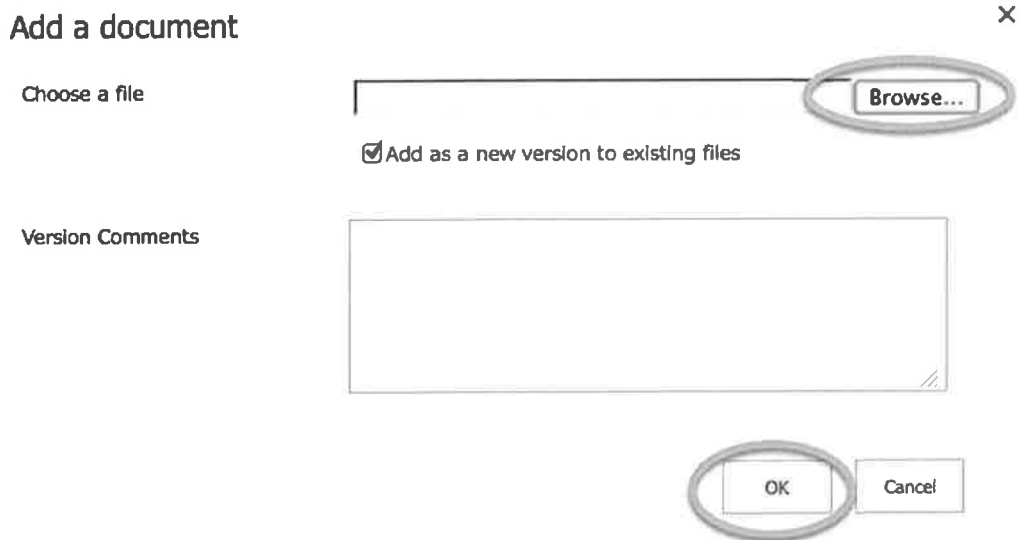 Add a document
×
Choose a file
Browse...
Add as a new version to existing files
Version Comments
OK
Cancel